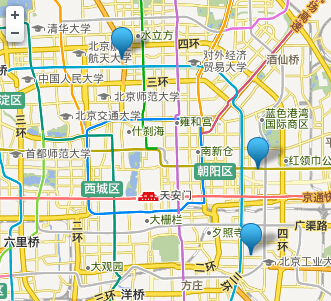 +
水立方
清华大学
四环
北京航
航天大学
对外经济
贸易大学
酒仙桥
三环
中国人民大学
淀区
北京师范大学
蓝色港湾
国际商区
北京交通大学
雍和宫
三环
什刹海
首都师范大学
南新仓
红领巾公
朝阳区
西城区
天安门
京通快
大栅栏
广渠路
夕照寺
四环
六里桥
三环
大观园
二环
北京工业大
方庄
洋桥
三环